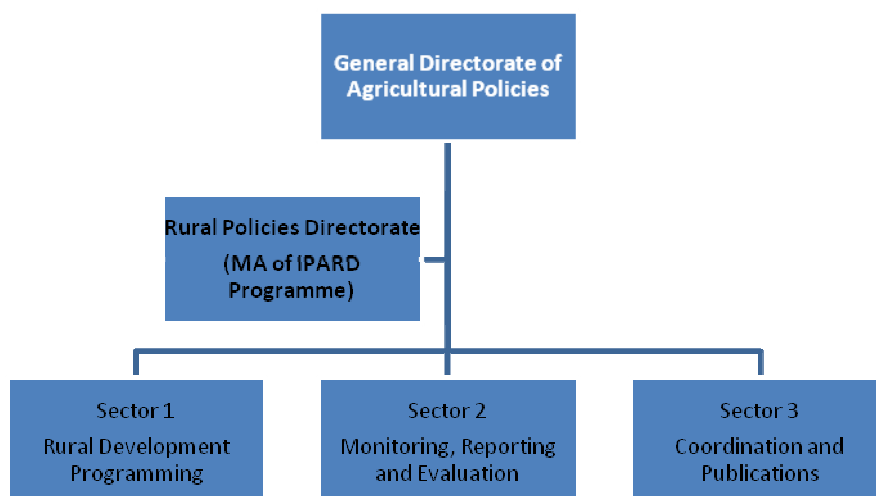 General Directorate of
Agricultural Policies
Rural Policies Directorate
(MA of IPARD
Programme)
Sector 1
Rural Development
Programming
Sector 2
Monitoring, Reporting
and Evaluation
Sector 3
Coordination and
Publications